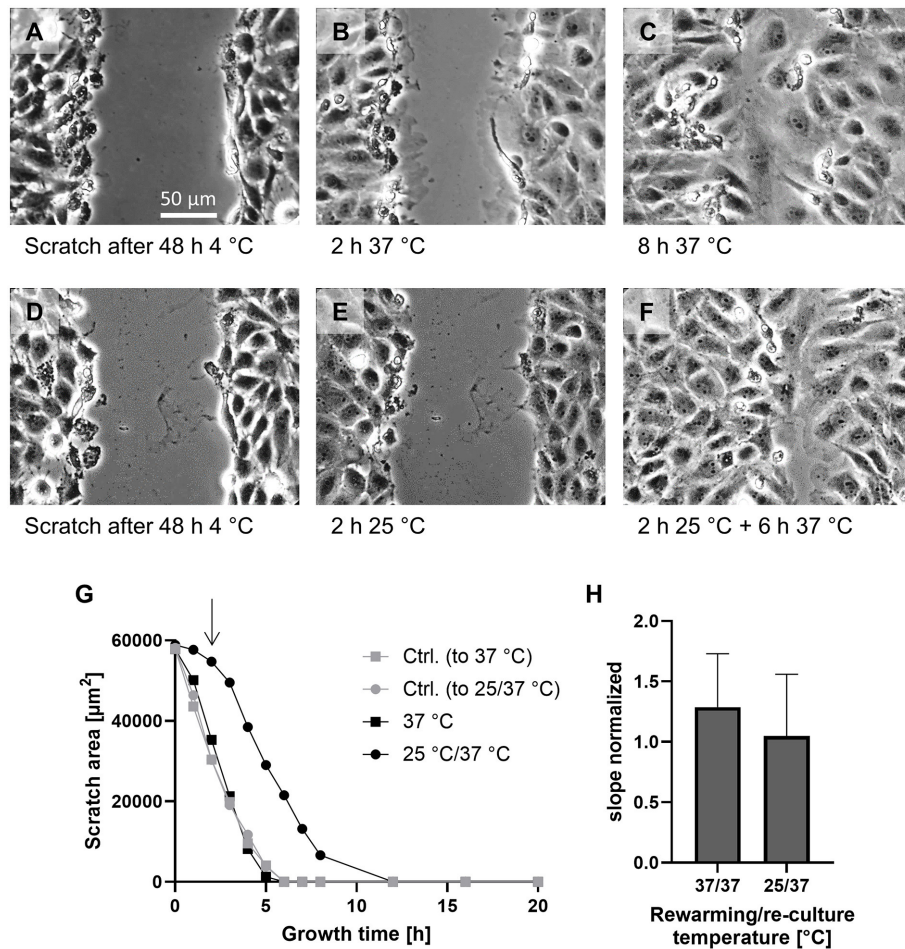 A
B
C
50 µm
Scratch after 48 h 4 °C
2 h 37 °C
8 h 37 °C
D
E
F
Scratch after 48 h 4 °C
2 h 25 °C
2 h 25 °C + 6 h 37 °C
G
Scratch area [µm²]
60000
40000
20000
0
0
5
10
15
20
Growth time [h]
Ctrl. (to 37 °C)
Ctrl. (to 25/37 °C)
37 °C
25 °C/37 °C
H
slope normalized
2.0
1.5
1.0
0.5
0.0
37/37
25/37
Rewarming/re-culture
temperature [°C]